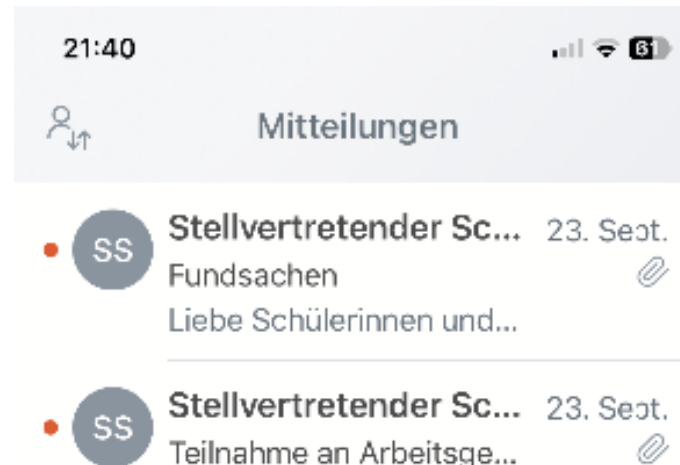 21:40
61
Mitteilungen
SS
Stellvertretender Sc... 23. Sept.
Fundsachen
Liebe Schülerinnen und...
SS
Stellvertretender Sc... 23. Sept.
Teilnahme an Arbeitsge...